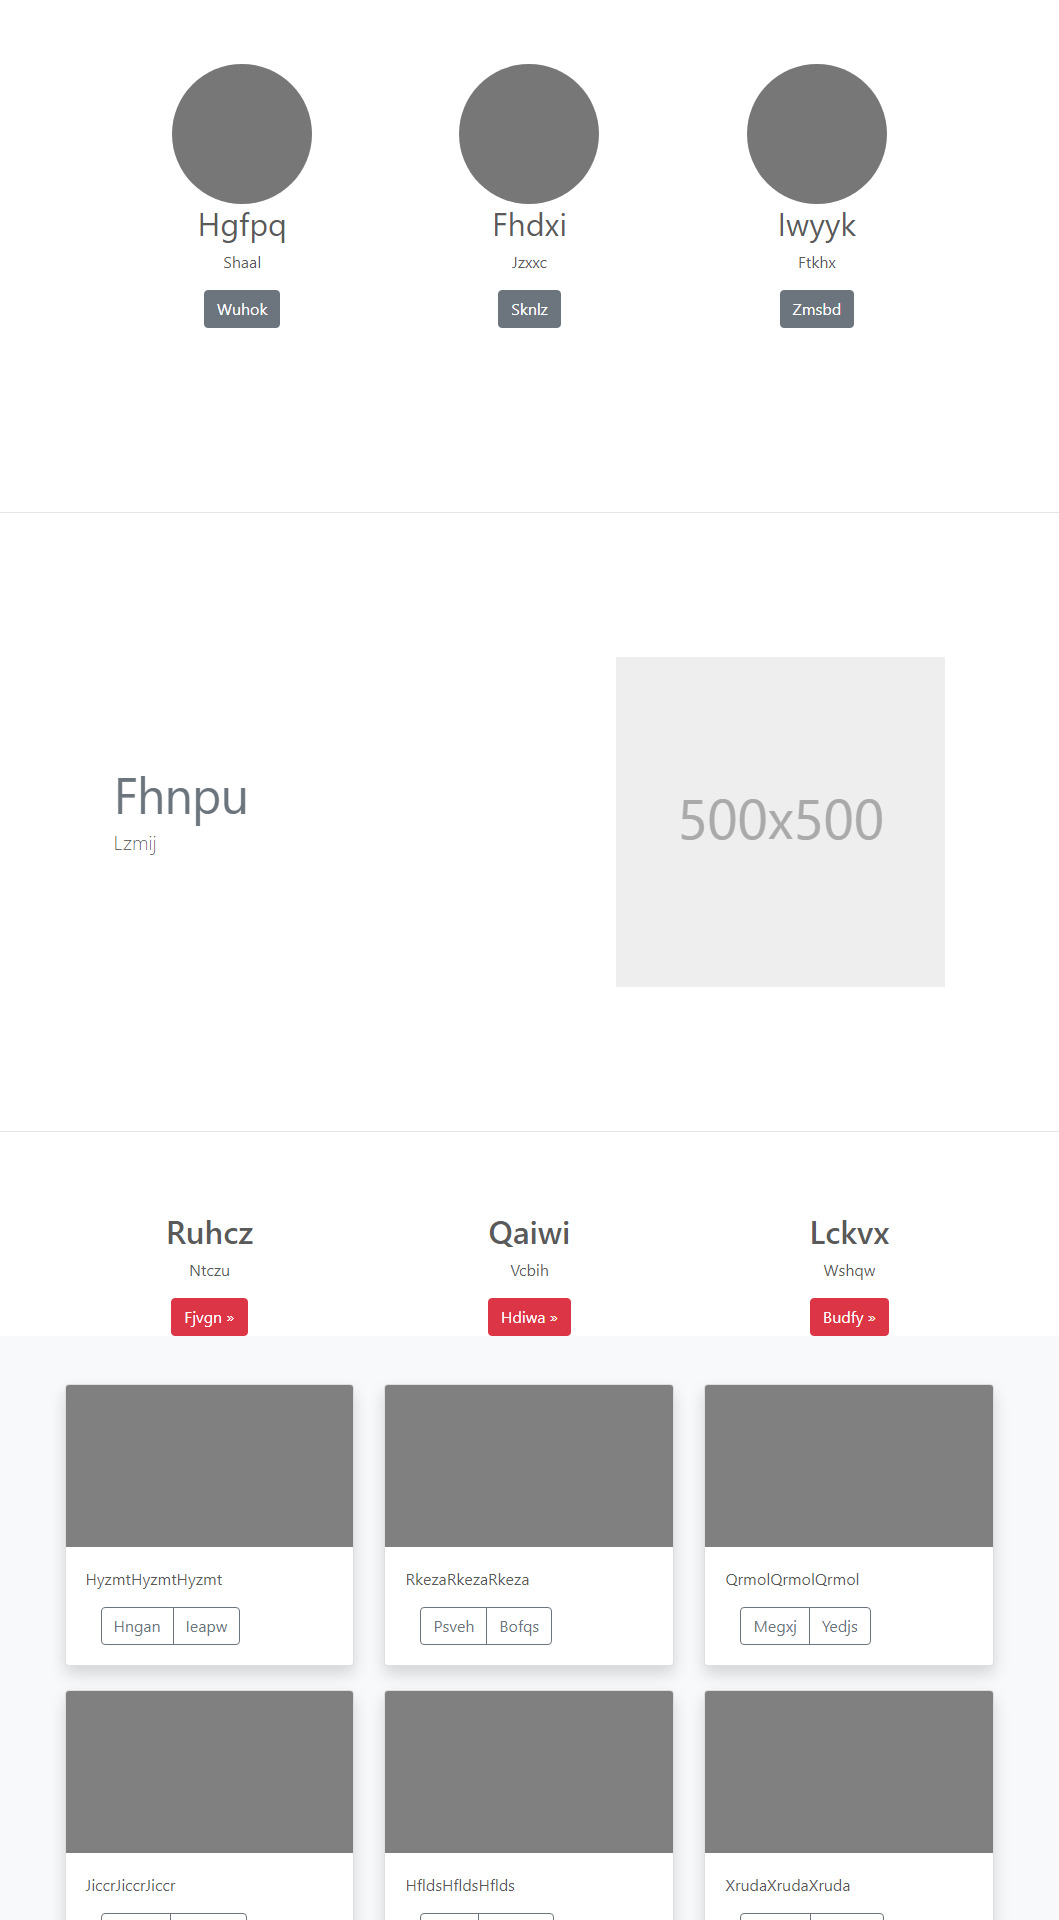 Hgfpq
Fhdxi
Iwyyk
Shaal
Jzxxc
Ftkhx
Wuhok
Sknlz
Zmsbd
Fhnpu
Lzmij
500x500
Ruhcz
Qaiwi
Lckvx
Ntczu
Vcbih
Wshqw
Fjvgn »
Hdiwa »
Budfy »
HyzmtHyzmtHyzmt
RkezaRkezaRkeza
QrmolQrmolQrmol
Hngan Ieapw
Psveh Bofqs
Megxj Yedjs
JiccrJiccrJiccr
HfldsHfldsHflds
XrudaXrudaXruda